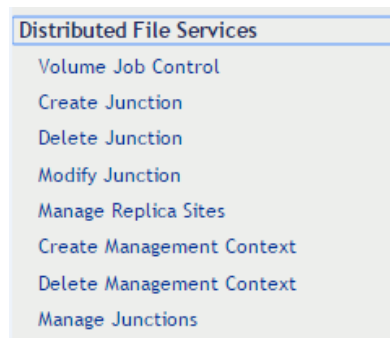 Distributed File Services
Volume Job Control
Create Junction
Delete Junction
Modify Junction
Manage Replica Sites
Create Management Context
Delete Management Context
Manage Junctions